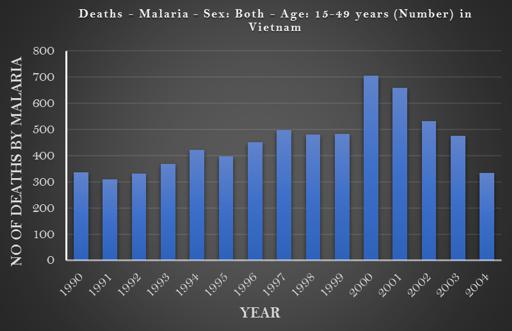 Deaths - Malaria - Sex: Both - Age: 15-49 years (Number) in
Vietnam
800
700
600
500
400
300
200
100
0
NO OF DEATHS BY MALARIA
1990 1991 1992 1993 1994 1995 1996 1997 1998 1999 2000 2001 2002 2003 2004
YEAR